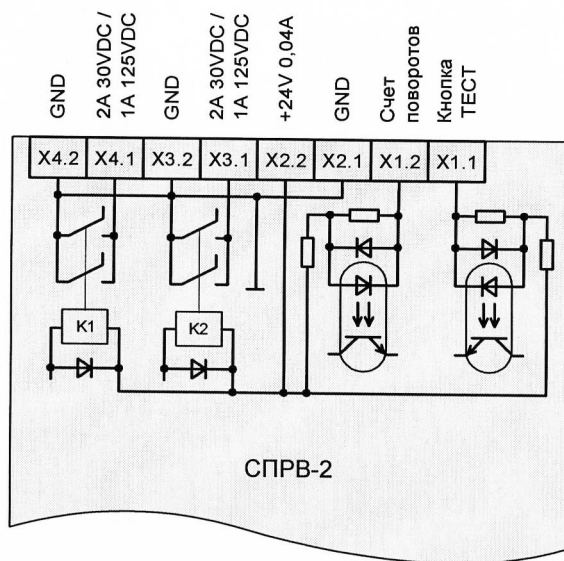 GND
2A 30VDC /
1A 125VDC
GND
2A 30VDC /
1A 125VDC
+24V 0,04A
GND
Счет
поворотов
Кнопка
ТЕСТ
X4.2 X4.1 X3.2 X3.1 X2.2 X2.1 X1.2 X1.1
K1 K2
СПРВ-2